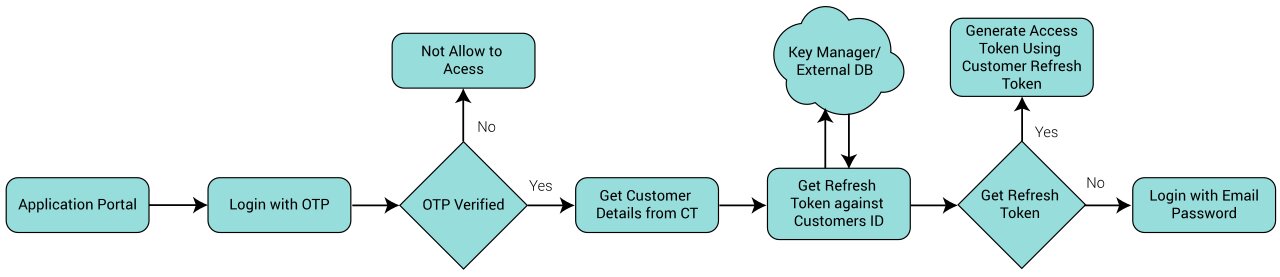 Application Portal
Login with OTP
OTP Verified
No
Not Allow to
Acess
Yes
Get Customer
Details from CT
Get Refresh
Token against
Customers ID
Key Manager/
External DB
Get Refresh
Token
Yes
Generate Access
Token Using
Customer Refresh
Token
No
Login with Email
Password